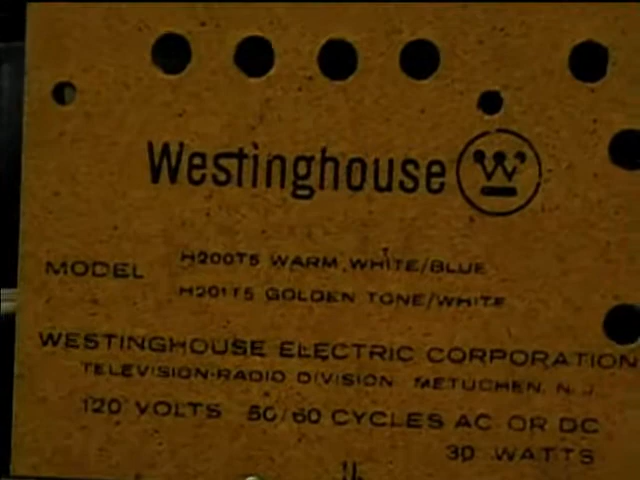 Westinghouse W
MODEL H200T5 WARM WHITE/BLUE
H201T5 GOLDEN TONE/WHITE
WESTINGHOUSE ELECTRIC CORPORATION
TELEVISION-RADIO DIVISION METUCHEN, N. J.
120 VOLTS 50/60 CYCLES AC OR DC
30 WATTS